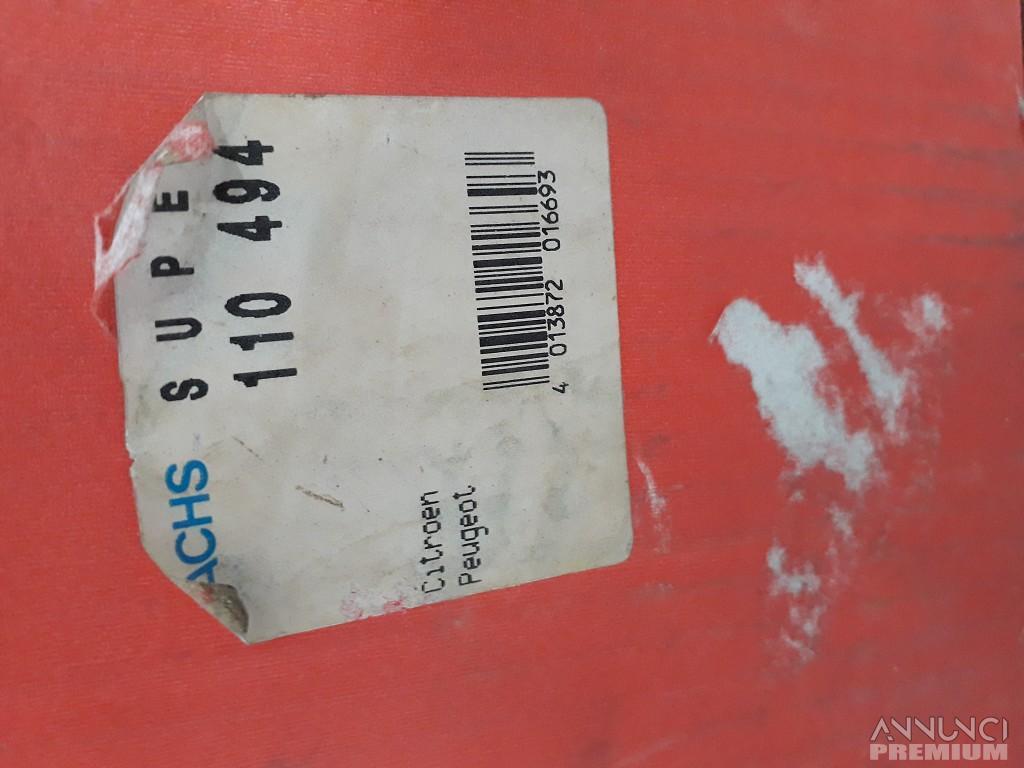 ACHS SUPE
110 494
Citroen
Peugeot
4 013872 016693
ANNUNCI
PREMIUM